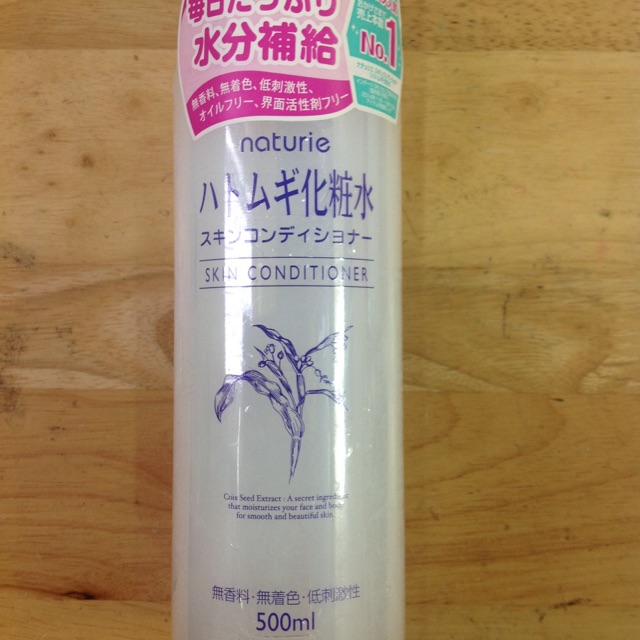 毎日たっぷり
水分補給
無香料、無着色、低刺激性、
オイルフリー、界面活性剤フリー
売上本数
No.1
naturie
ハトムギ化粧水
スキンコンディショナー
SKIN CONDITIONER
Coix Seed Extract : A secret ingredient
that moisturizes your face and body
for smooth and beautiful skin.
無香料・無着色・低刺激性
500ml